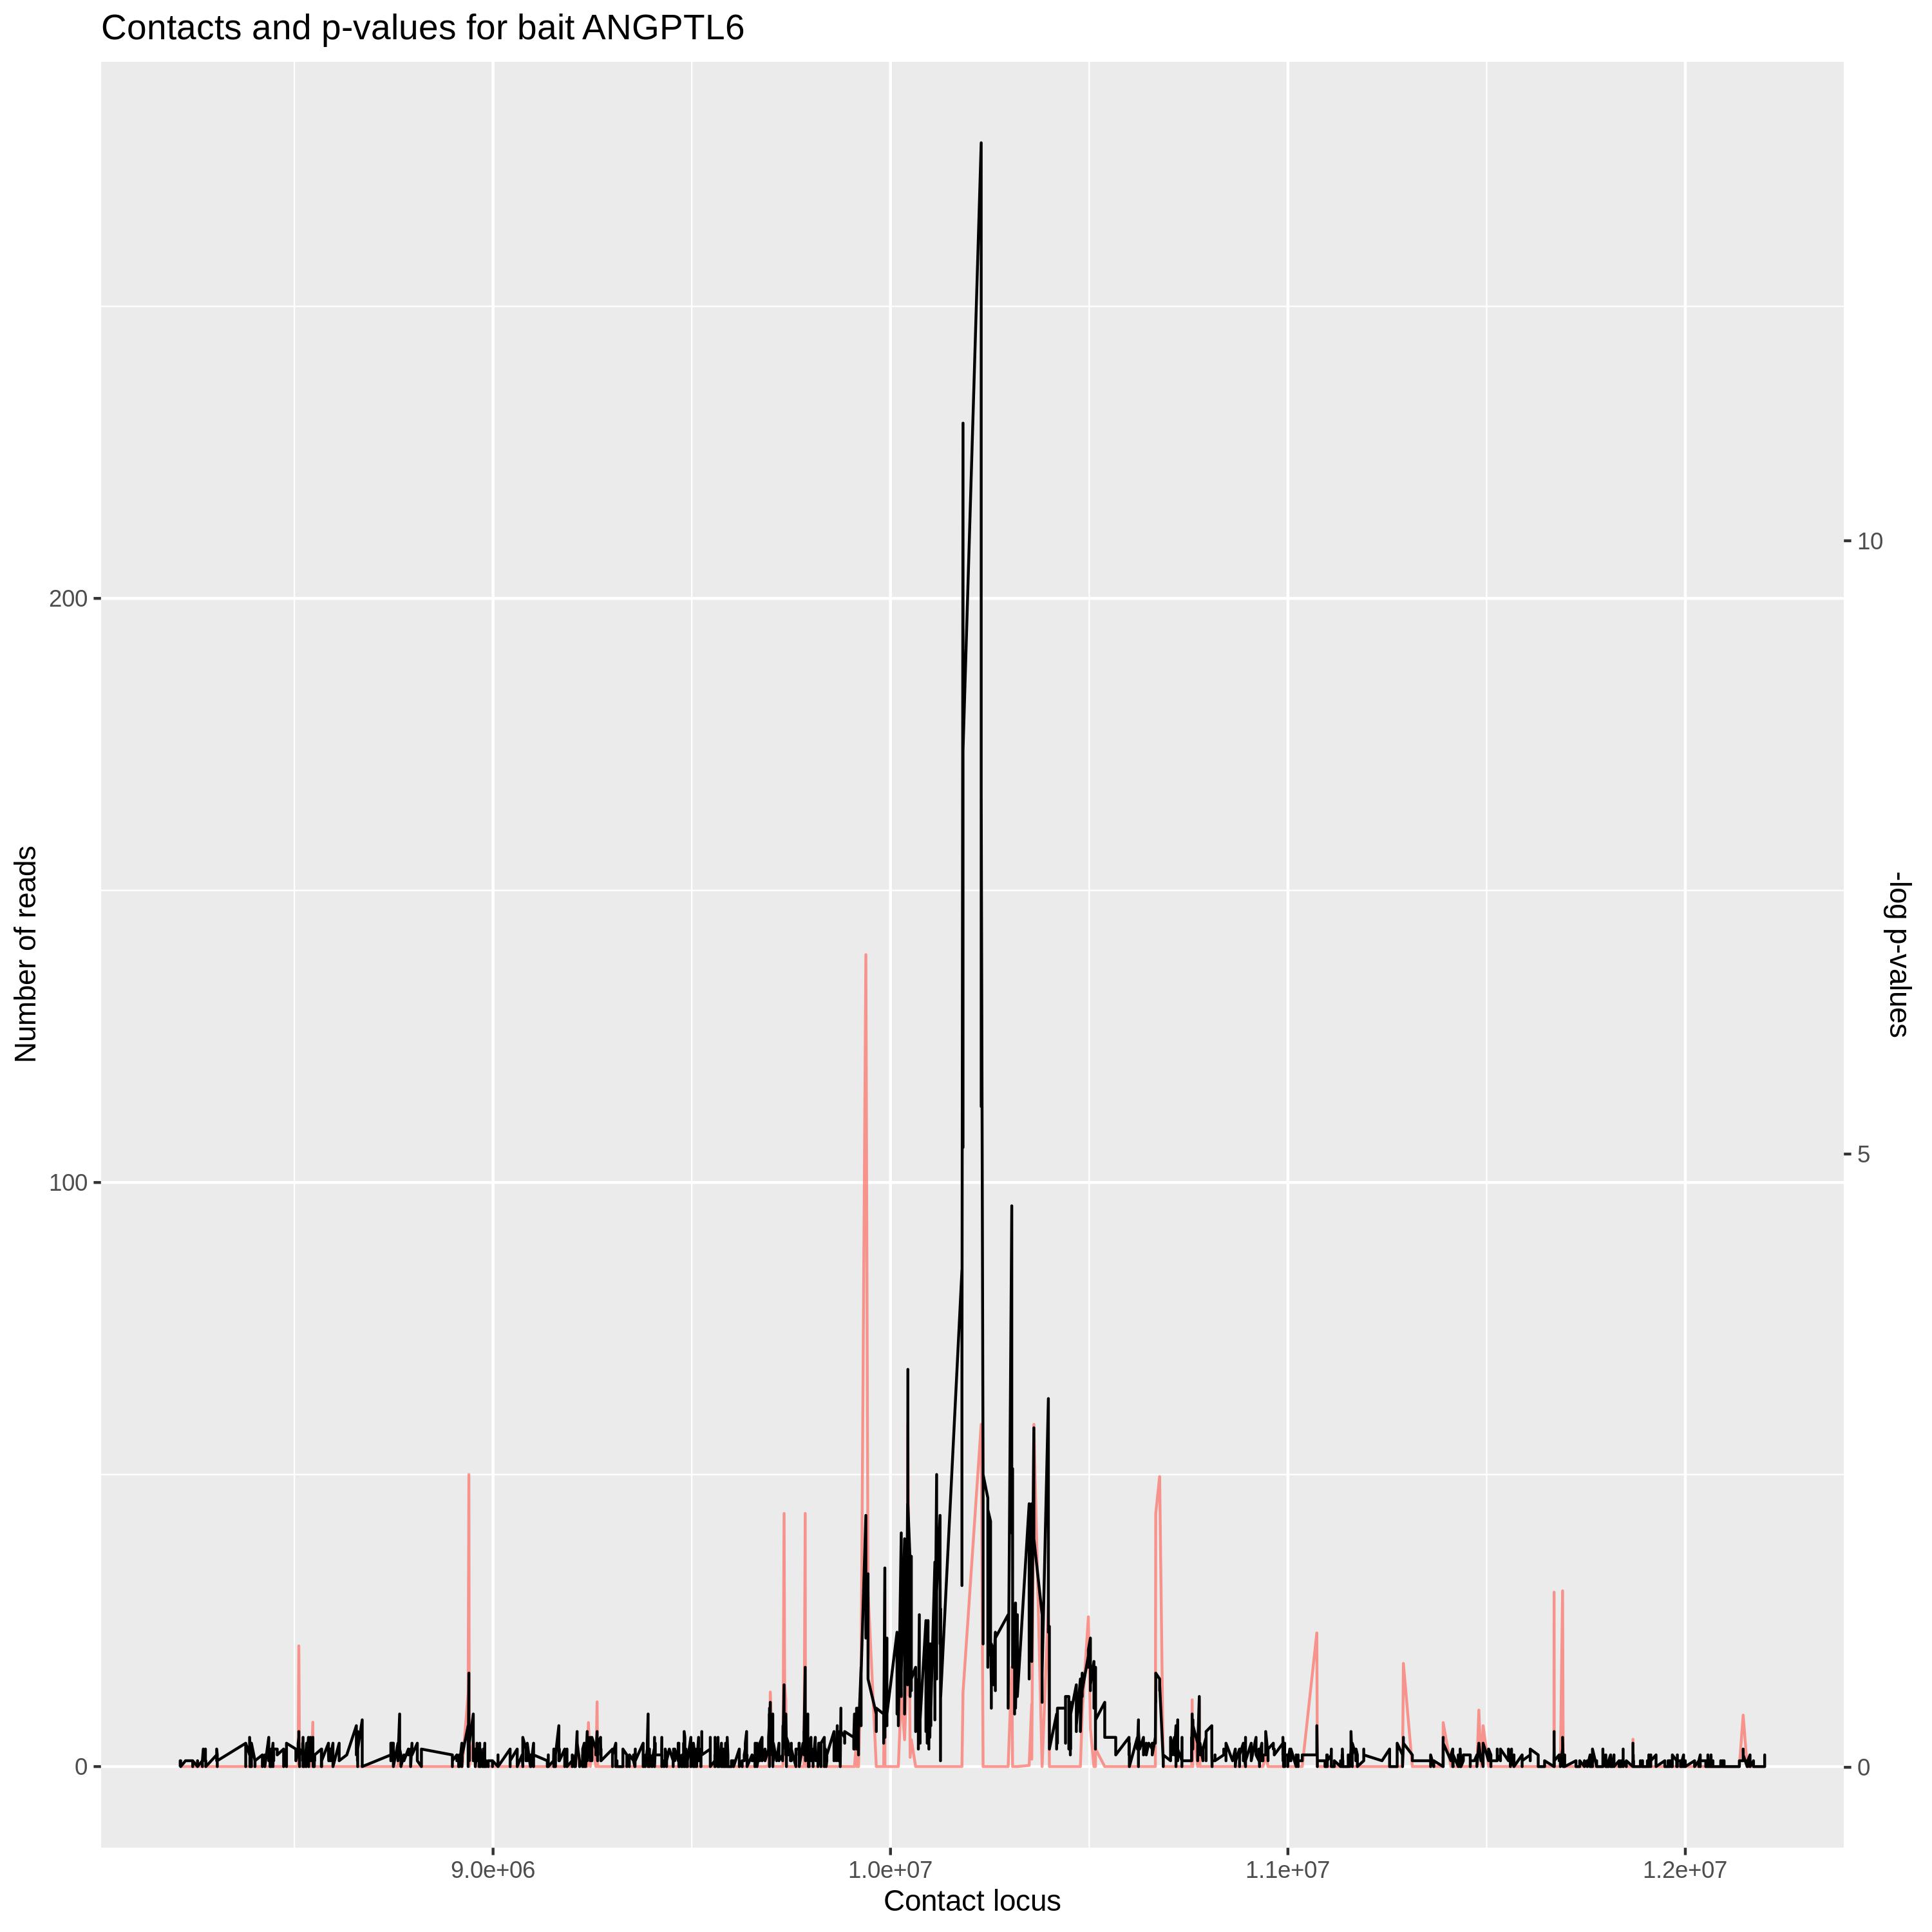 Contacts and p-values for bait ANGPTL6
Number of reads
200
100
0
10
5
0
-log p-values
9.0e+06
1.0e+07
1.1e+07
1.2e+07
Contact locus